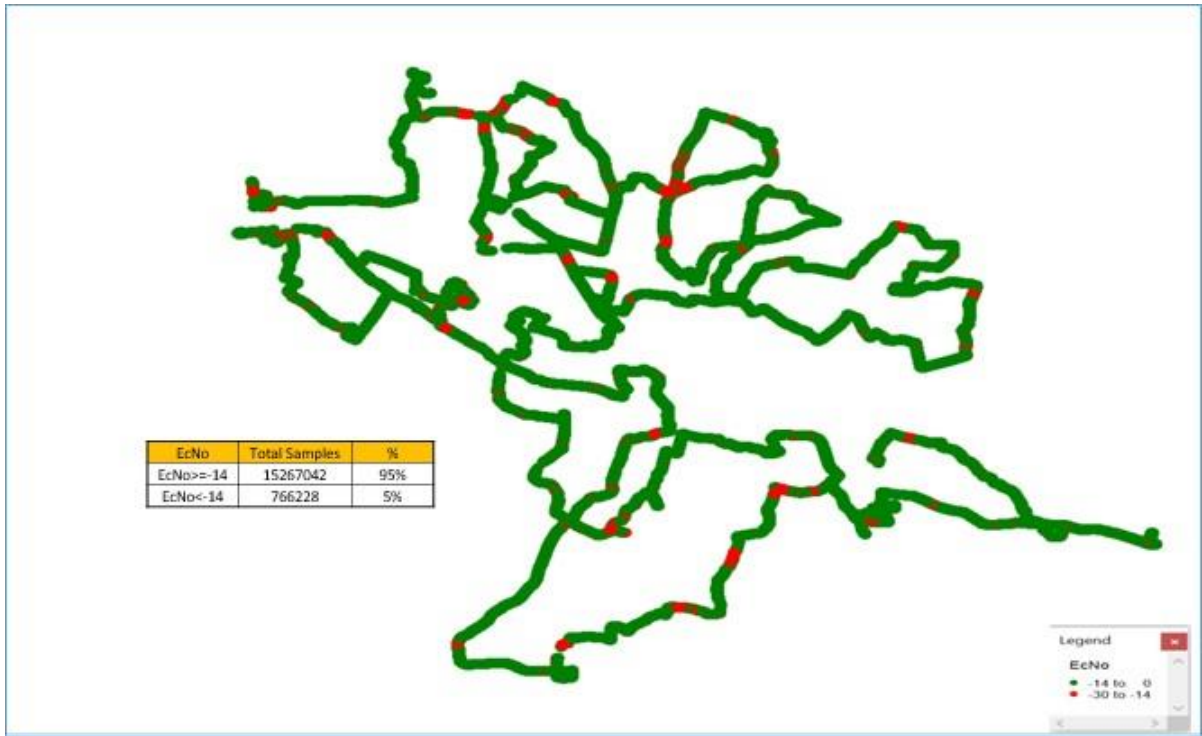 EcNo Total Samples %
EcNo>=-14 15267042 95%
EcNo<-14 766228 5%
Legend
EcNo
-14 to 0
-30 to -14